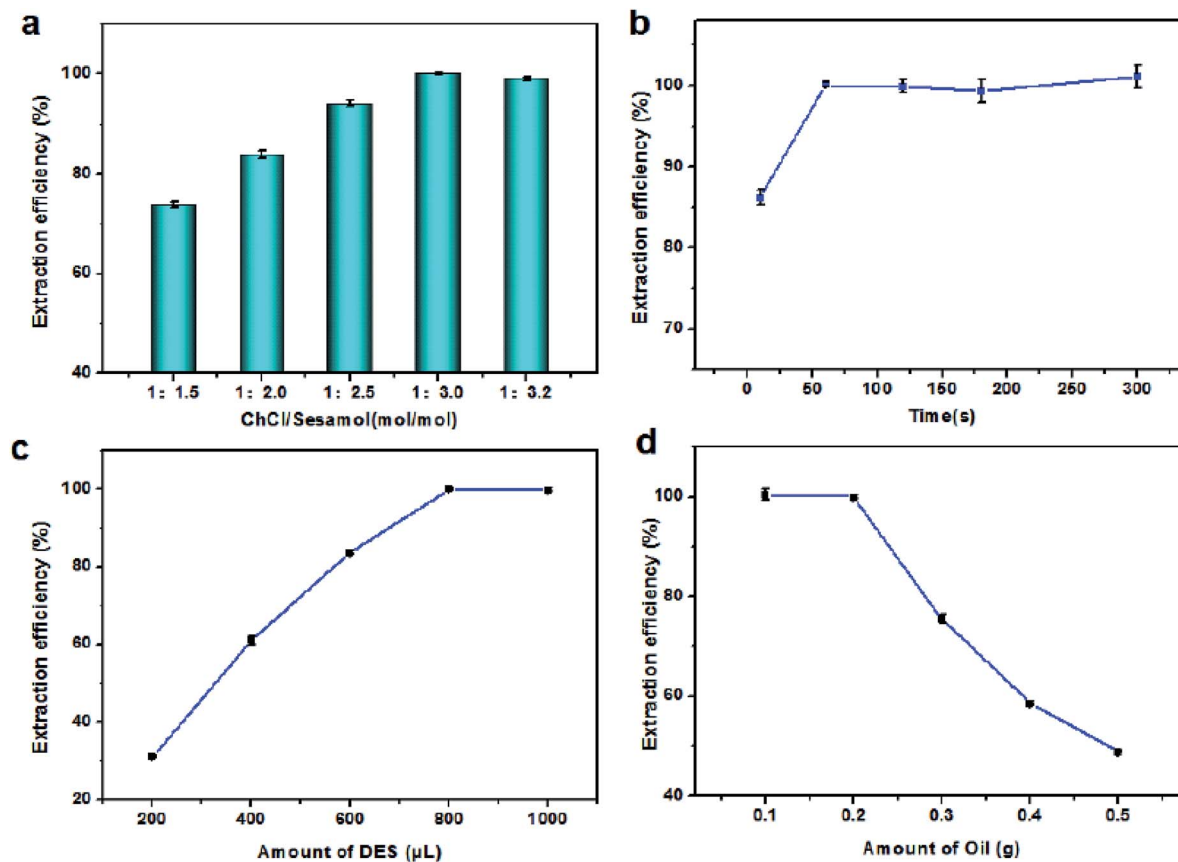 a
Extraction efficiency (%)
100
80
60
40
1: 1.5 1: 2.0 1: 2.5 1: 3.0 1: 3.2
ChCl/Sesamol(mol/mol)
b
Extraction efficiency (%)
100
90
80
70
0 50 100 150 200 250 300
Time(s)
c
Extraction efficiency (%)
100
80
60
40
20
200 400 600 800 1000
Amount of DES (µL)
d
Extraction efficiency (%)
100
80
60
40
0.1 0.2 0.3 0.4 0.5
Amount of Oil (g)